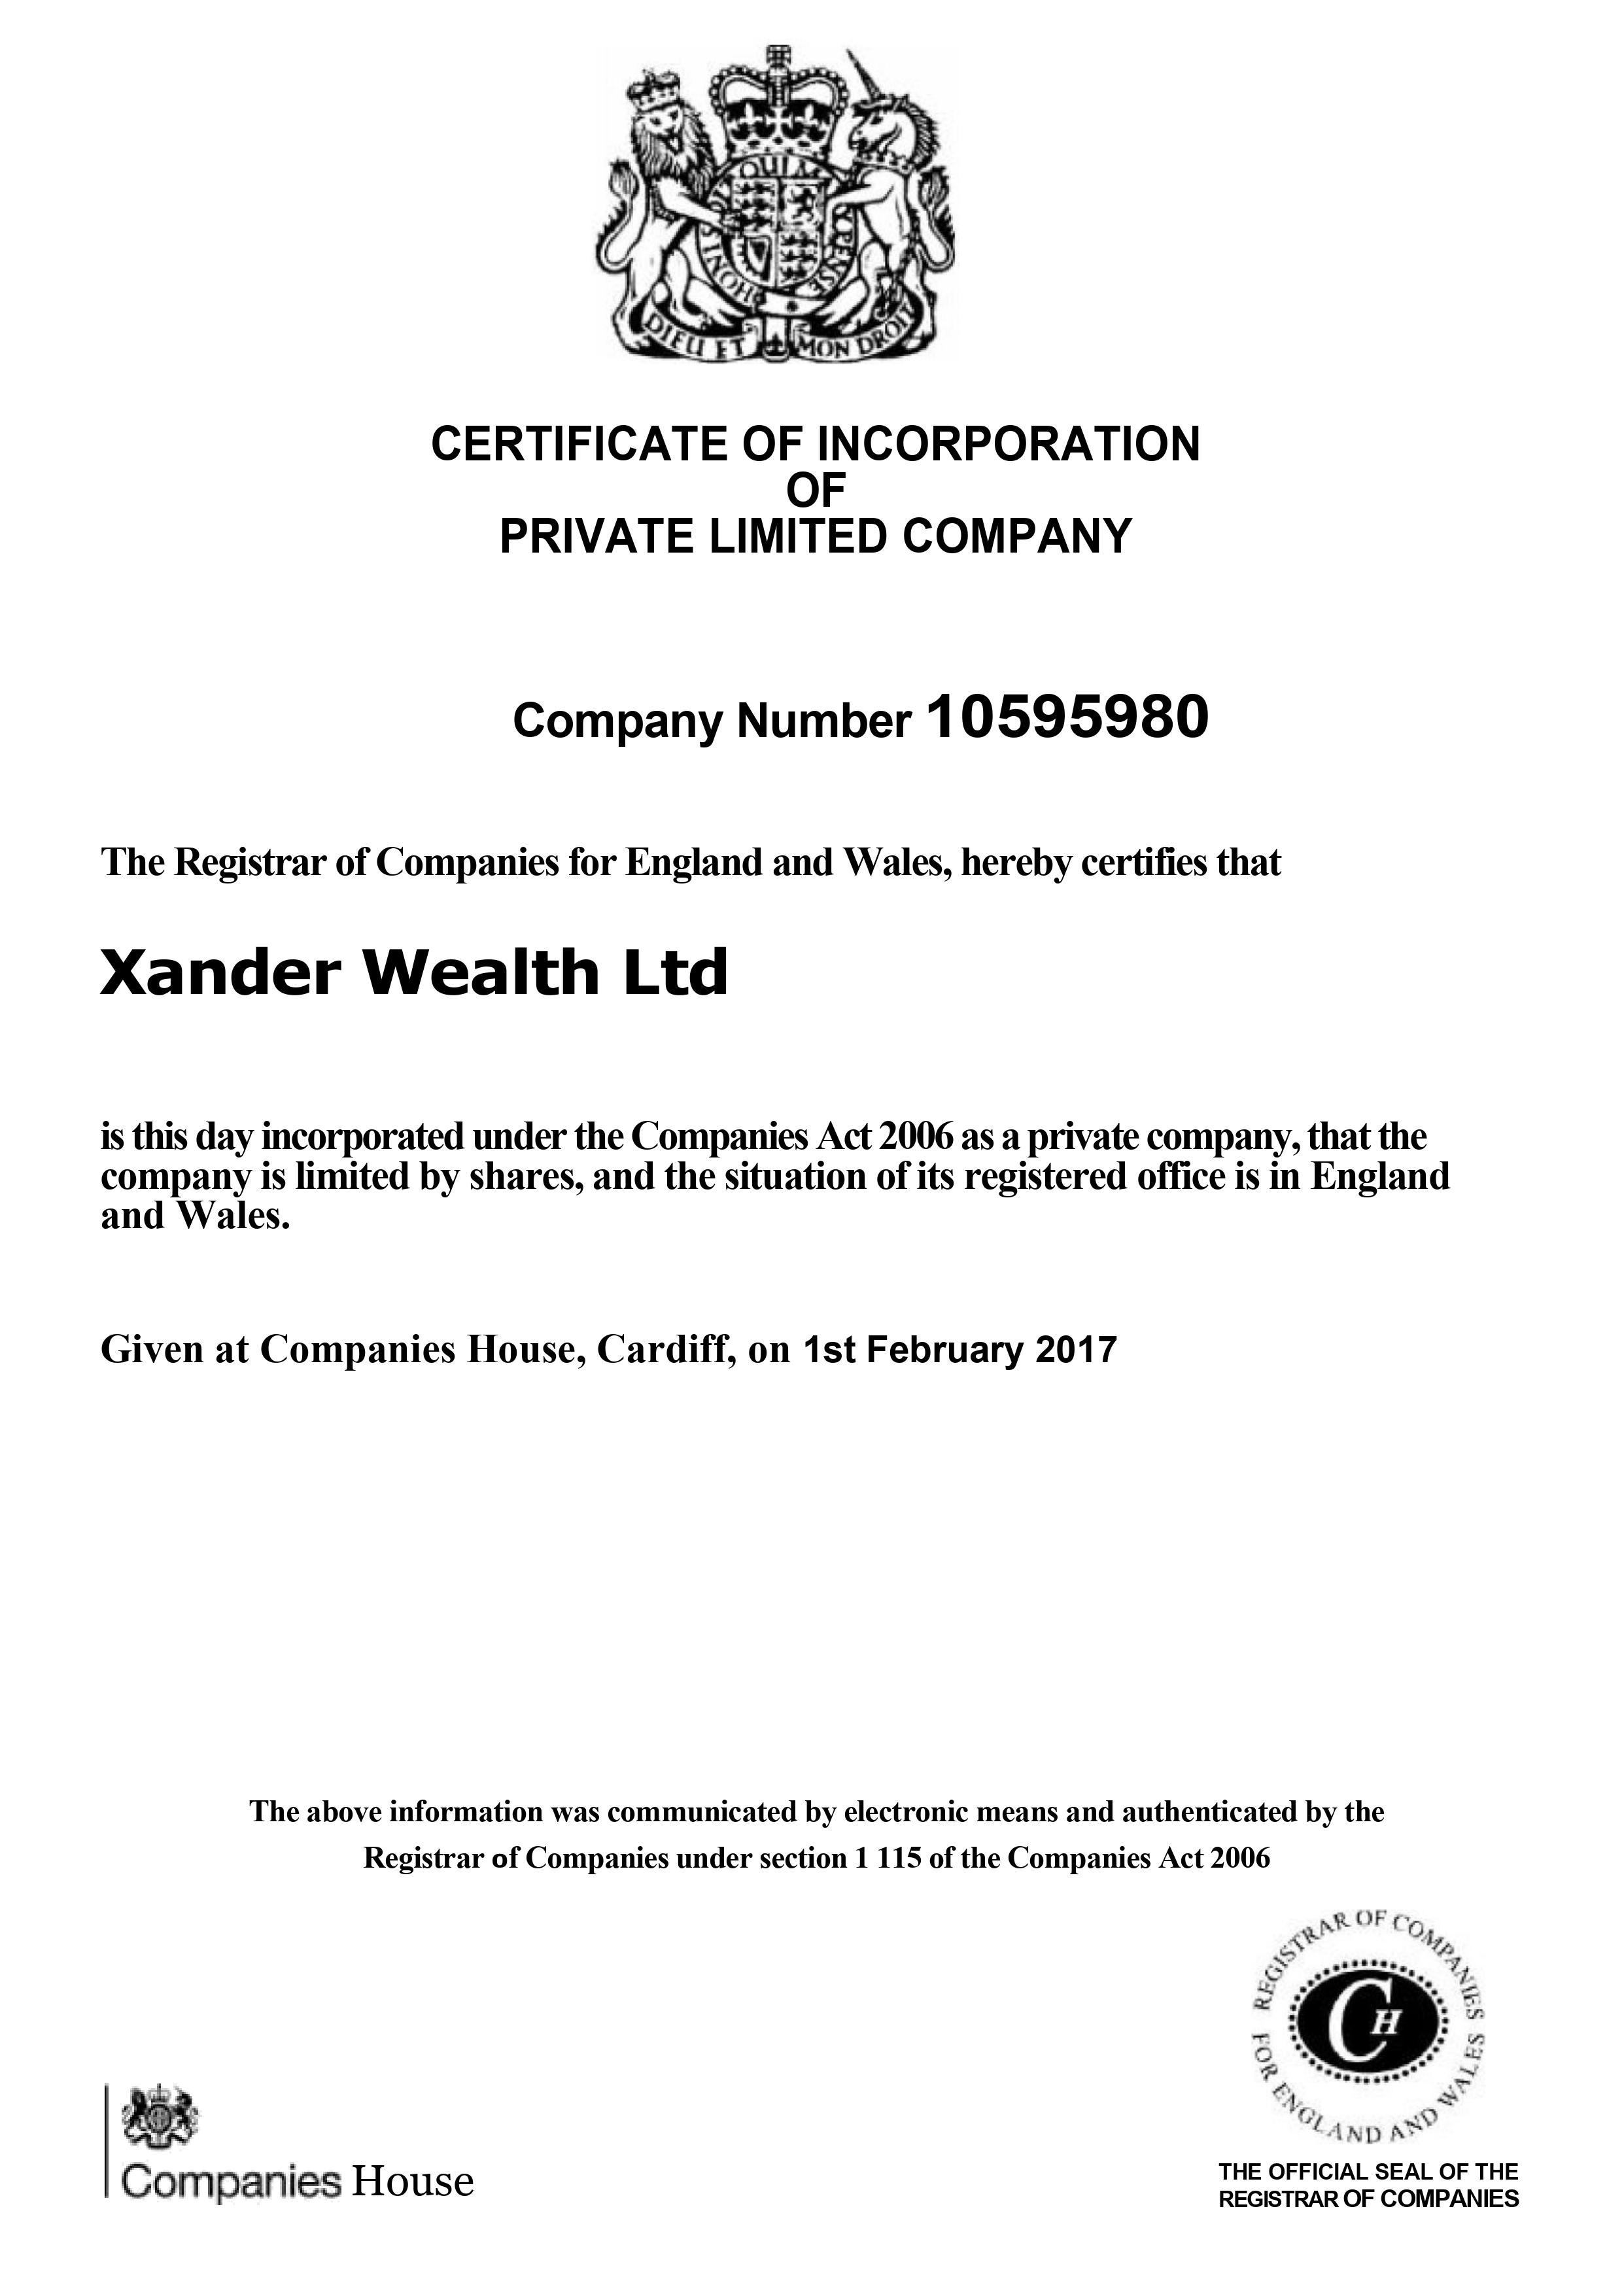 HONI SOIT QUI MAL Y PENSE
DIEU ET MON DROIT
CERTIFICATE OF INCORPORATION
OF
PRIVATE LIMITED COMPANY
Company Number 10595980
The Registrar of Companies for England and Wales, hereby certifies that
Xander Wealth Ltd
is this day incorporated under the Companies Act 2006 as a private company, that the
company is limited by shares, and the situation of its registered office is in England
and Wales.
Given at Companies House, Cardiff, on 1st February 2017
The above information was communicated by electronic means and authenticated by the
Registrar of Companies under section 1 115 of the Companies Act 2006
REGISTRAR OF COMPANIES
FOR ENGLAND AND WALES
CH
Companies House
THE OFFICIAL SEAL OF THE
REGISTRAR OF COMPANIES